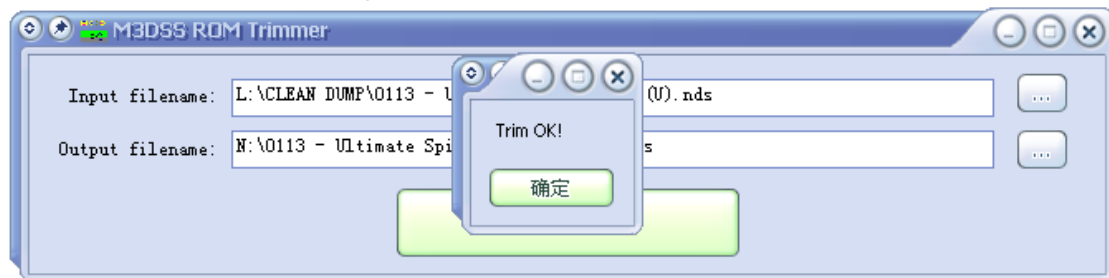 M3DSS ROM Trimmer
Input filename: L:\CLEAN DUMP\0113 - U (U).nds
Output filename: N:\0113 - Ultimate Spi s
Trim OK!
确定